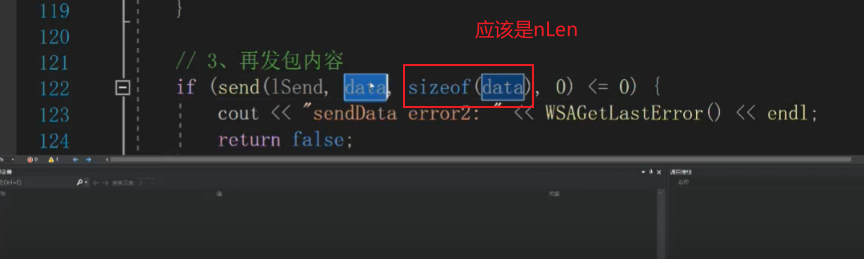 119 }
应该是nLen
120
121 // 3、再发包内容
122 if (send(lSend, data, sizeof(data), 0) <= 0) {
123 cout << "sendData error2: " << WSAGetLastError() << endl;
124 return false;